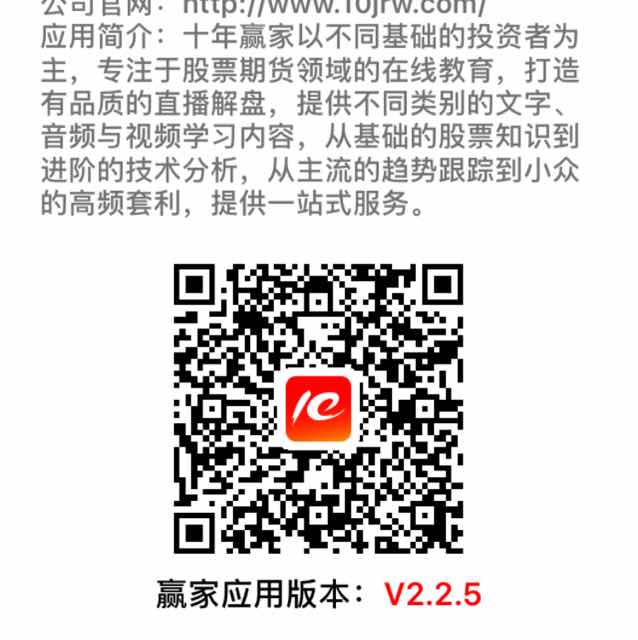 公司官网：http://www.10jrw.com/
应用简介：十年赢家以不同基础的投资者为
主，专注于股票期货领域的在线教育，打造
有品质的直播解盘，提供不同类别的文字、
音频与视频学习内容，从基础的股票知识到
进阶的技术分析，从主流的趋势跟踪到小众
的高频套利，提供一站式服务。
赢家应用版本：V2.2.5